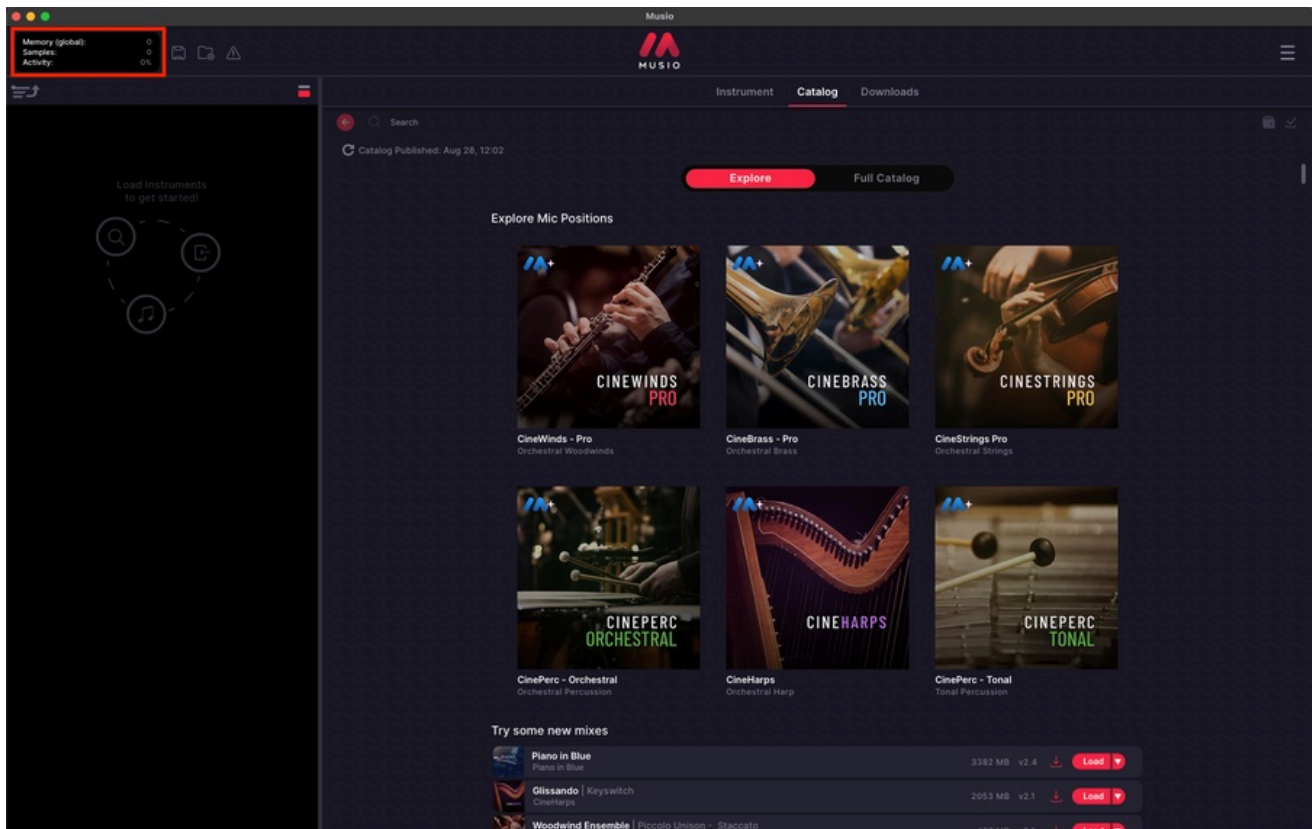 Musio
Memory (global): 0
Samples: 0
Activity: 0%
MUSIO
Instrument Catalog Downloads
Search
Catalog Published: Aug 28, 12:02
Load Instruments
to get started!
Explore Full Catalog
Explore Mic Positions
CINEWINDS
PRO
CINEBRASS
PRO
CINESTRINGS
PRO
CineWinds - Pro
Orchestral Woodwinds
CineBrass - Pro
Orchestral Brass
CineStrings Pro
Orchestral Strings
CINEPERC
ORCHESTRAL
CINEHARPS
CINEPERC
TONAL
CinePerc - Orchestral
Orchestral Percussion
CineHarps
Orchestral Harp
CinePerc - Tonal
Tonal Percussion
Try some new mixes
Piano in Blue
Piano in Blue
3382 MB v2.4 Load
Glissando | Keyswitch
CineHarps
2053 MB v2.1 Load
Woodwind Ensemble | Piccolo Unison - Staccato